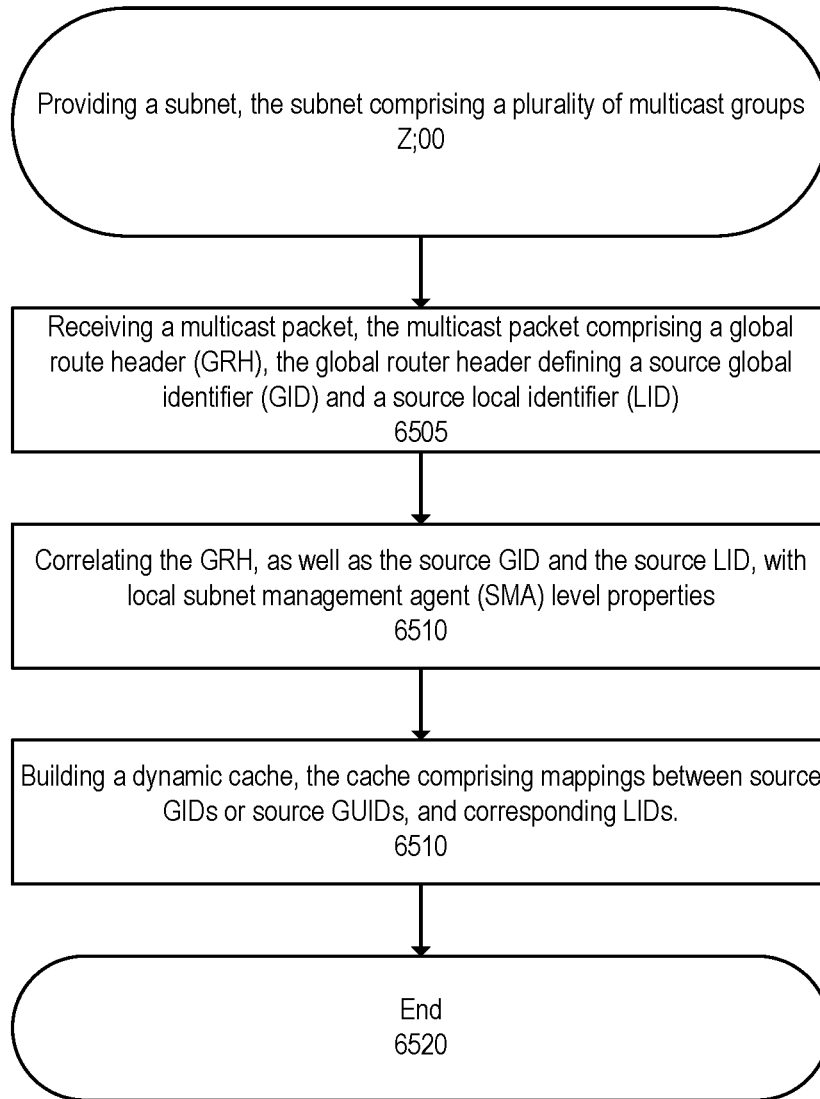 Providing a subnet, the subnet comprising a plurality of multicast groups
Z;00
Receiving a multicast packet, the multicast packet comprising a global
route header (GRH), the global router header defining a source global
identifier (GID) and a source local identifier (LID)
6505
Correlating the GRH, as well as the source GID and the source LID, with
local subnet management agent (SMA) level properties
6510
Building a dynamic cache, the cache comprising mappings between source
GIDs or source GUIDs, and corresponding LIDs.
6510
End
6520